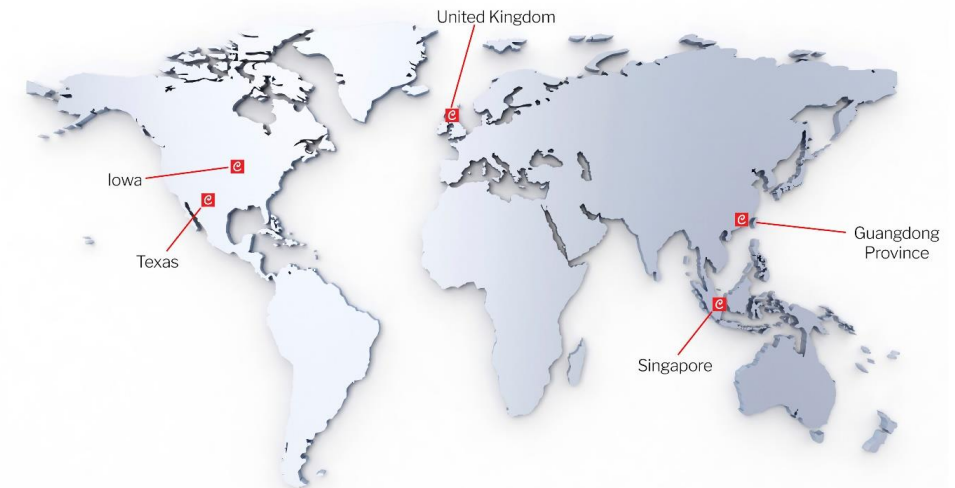 United Kingdom
Iowa
Texas
Guangdong
Province
Singapore